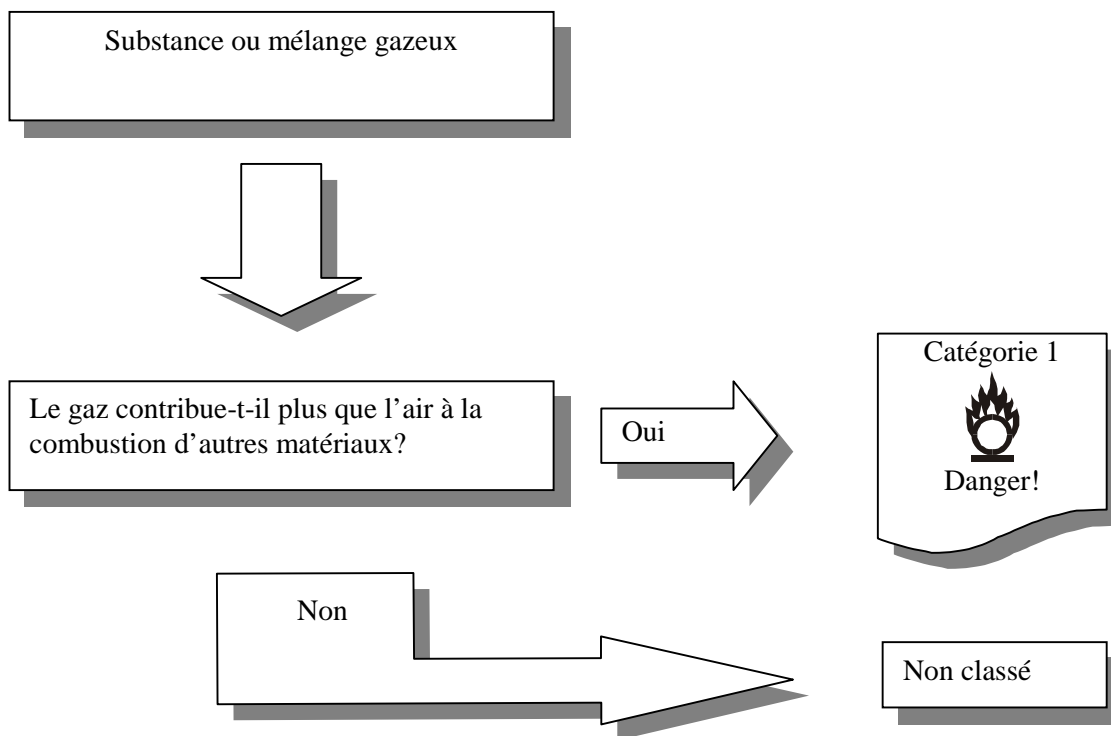 Substance ou mélange gazeux
Le gaz contribue-t-il plus que l’air à la
combustion d’autres matériaux?
Oui
Catégorie 1
Danger!
Non
Non classé